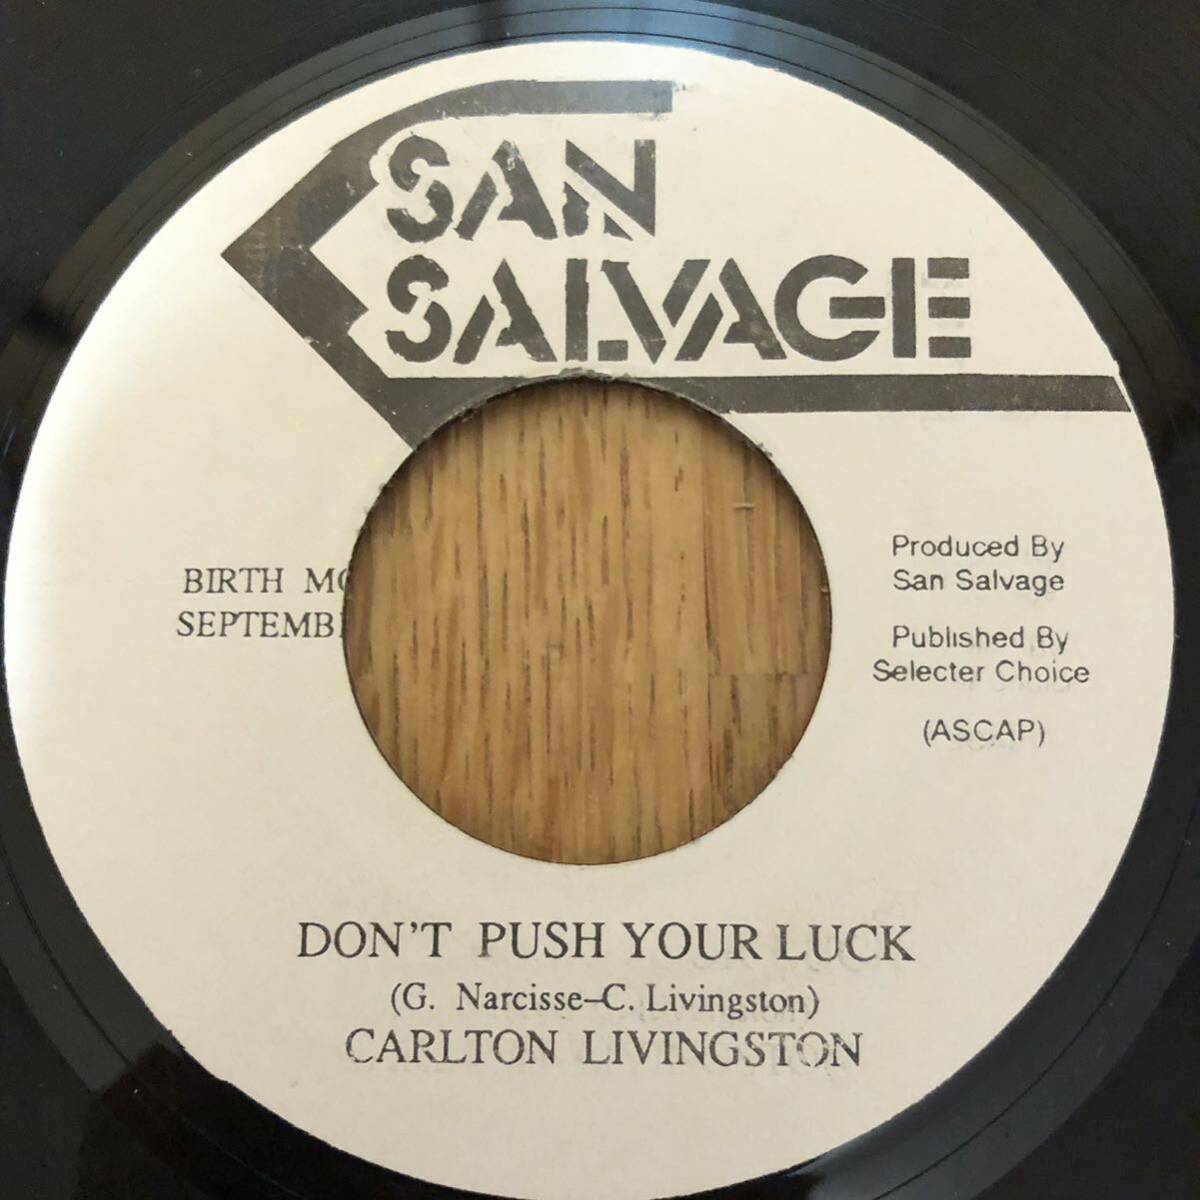 SAN
SALVAGE
BIRTH
Produced By
San Salvage
Published By
Selecter Choice
(ASCAP)
DON'T PUSH YOUR LUCK
(G. Narcisse-C. Livingston)
CARLTON LIVINGSTON